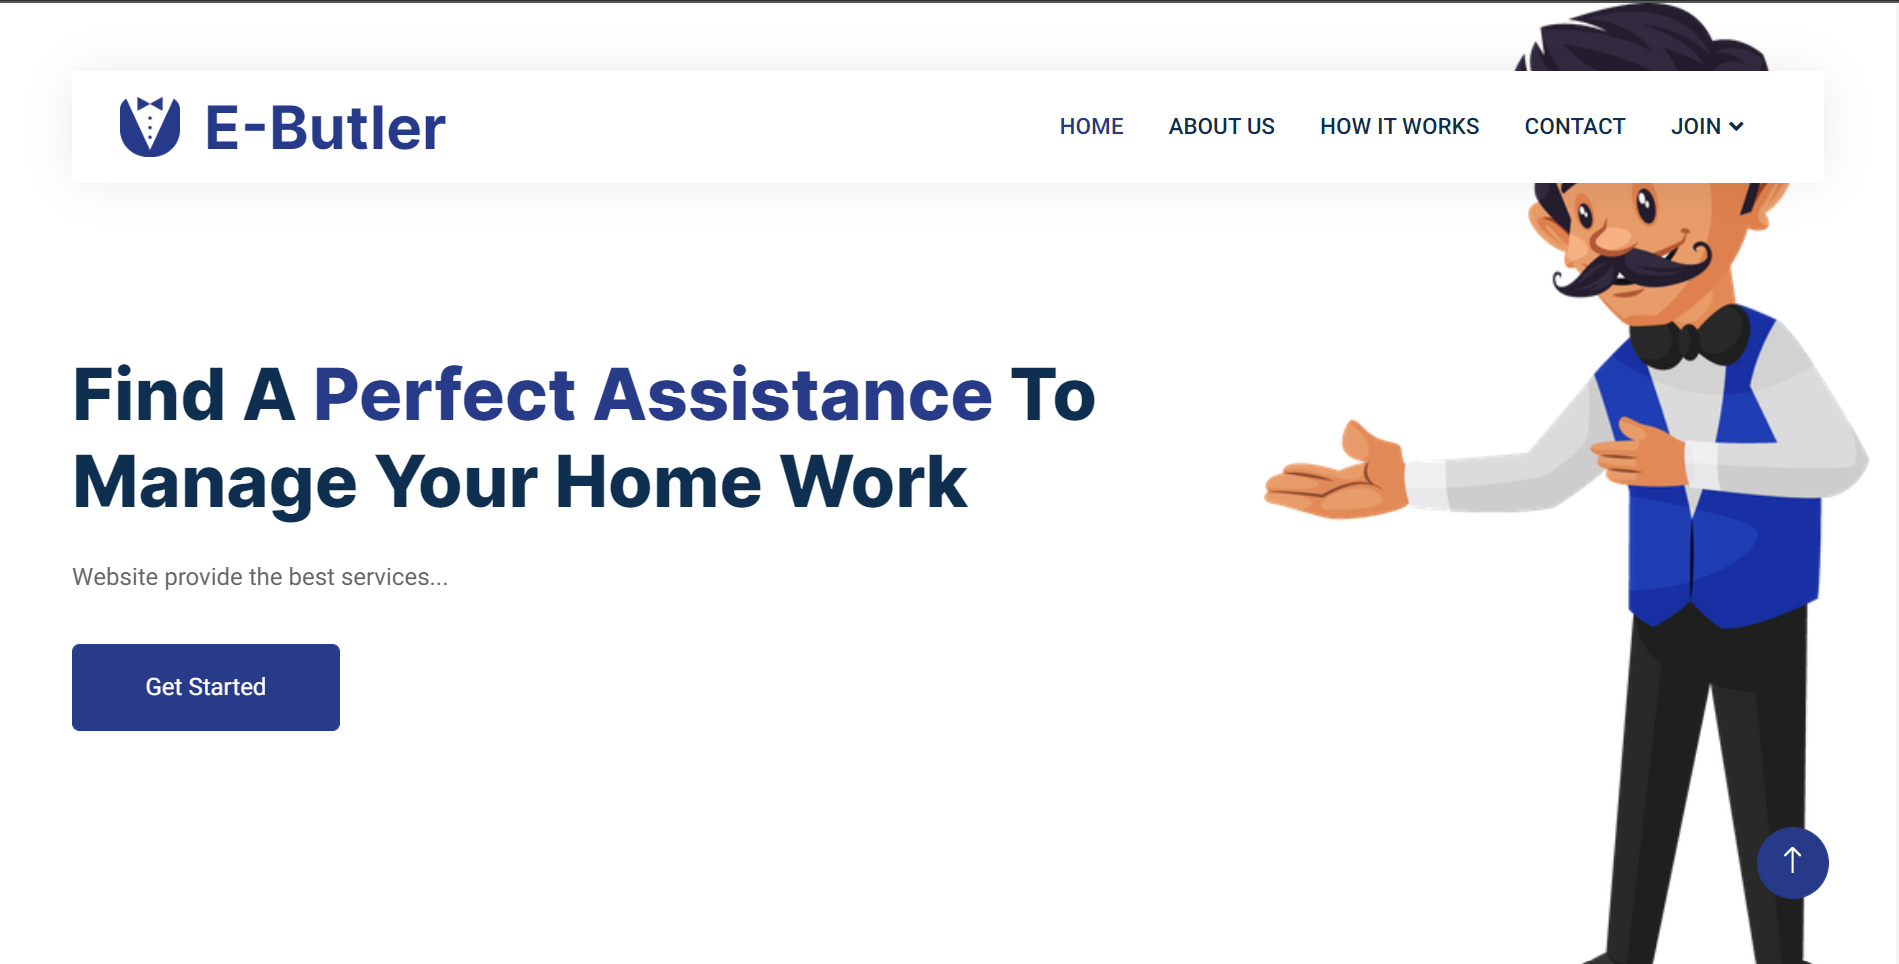 E-Butler
HOME
ABOUT US
HOW IT WORKS
CONTACT
JOIN
Find A Perfect Assistance To
Manage Your Home Work
Website provide the best services...
Get Started